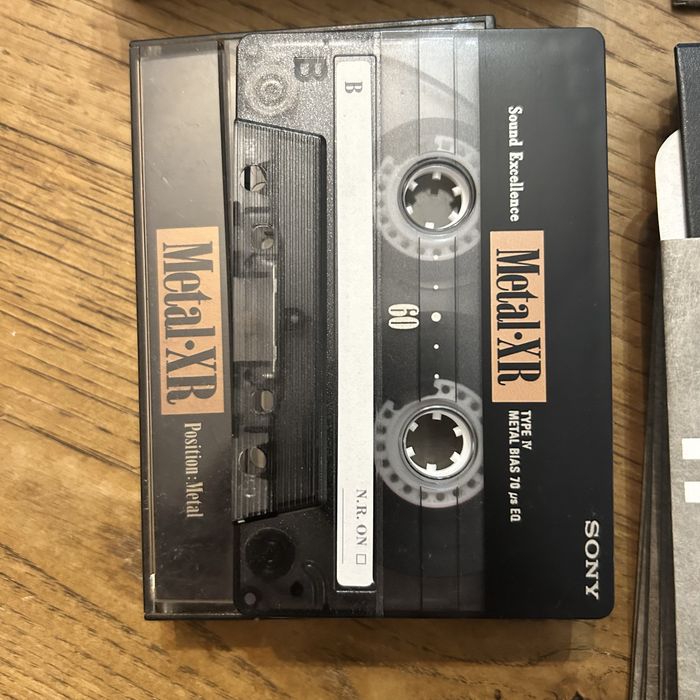 B
B
N.R. ON
60
Sound Excellence
Metal·XR
TYPE IV
METAL BIAS 70 µs EQ
SONY
Metal·XR
Position:Metal